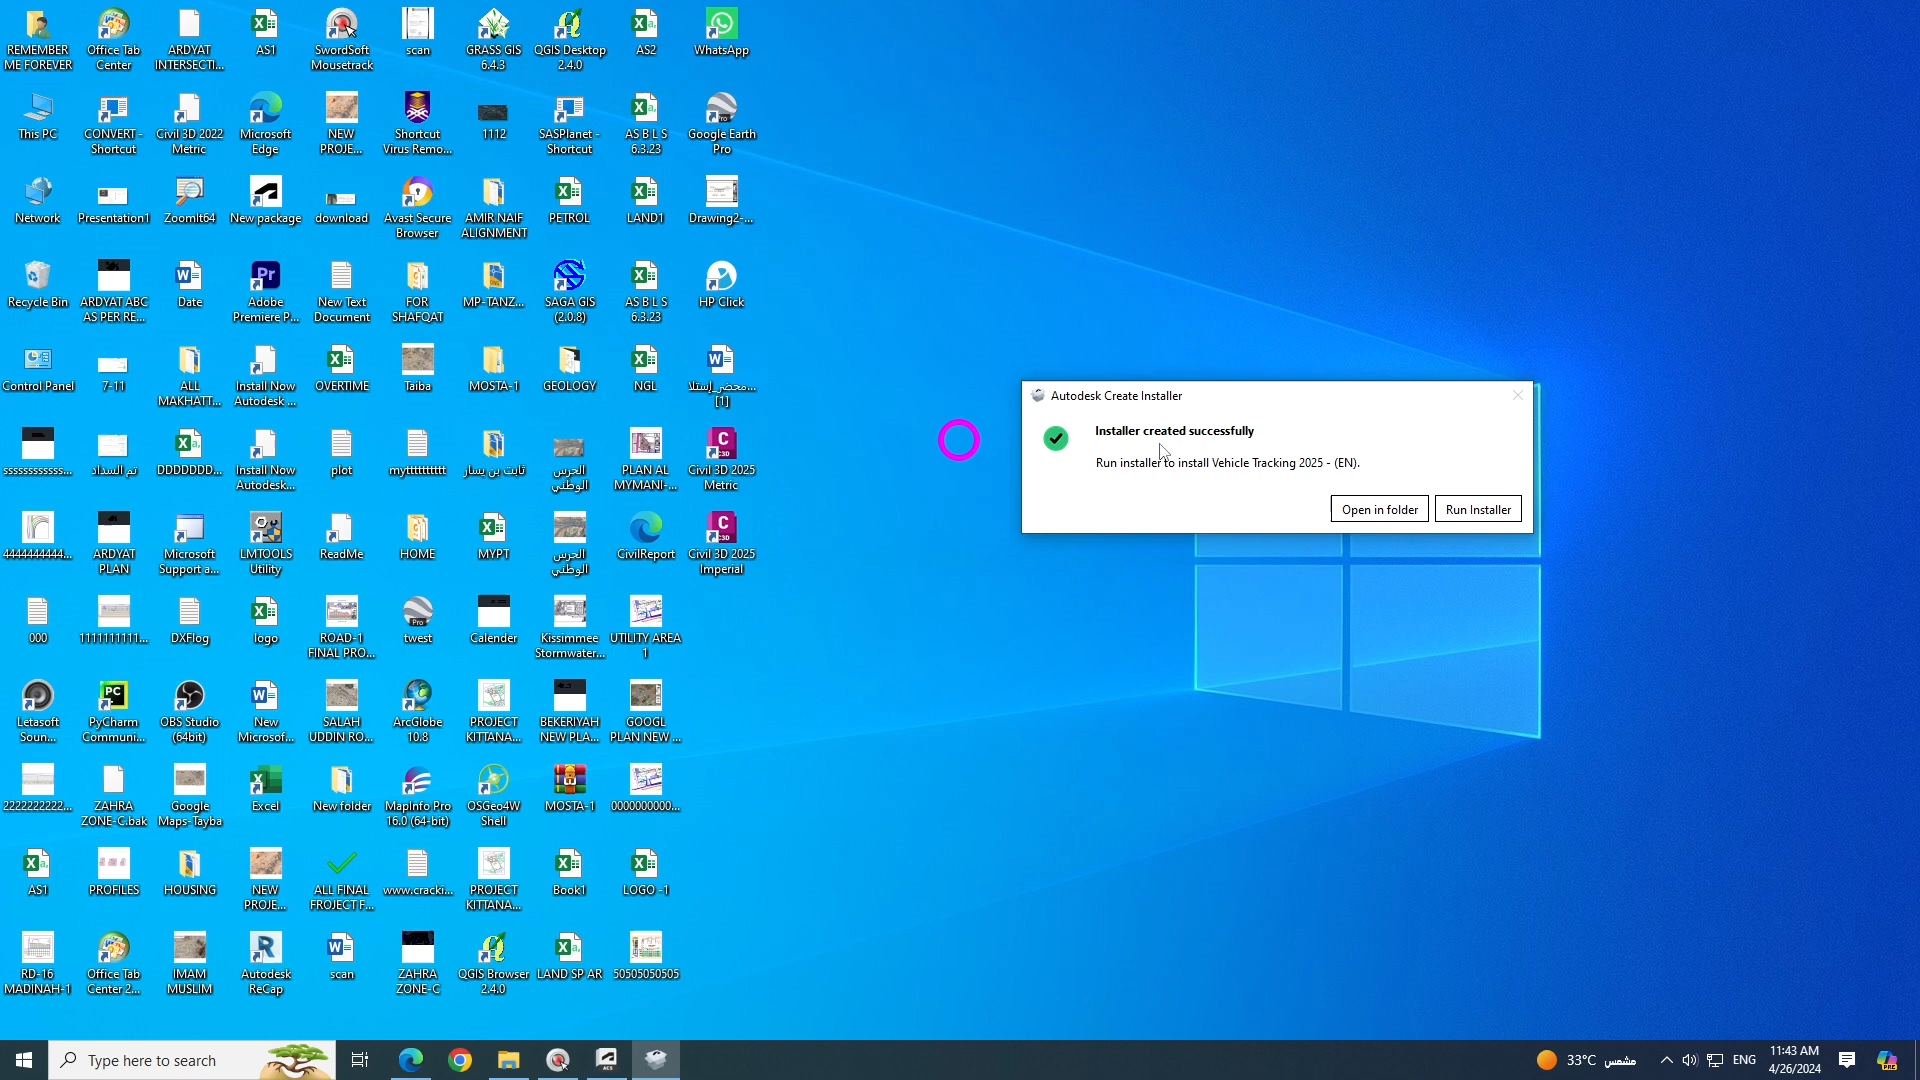 REMEMBER
ME FOREVER
Office Tab
Center
ARDYAT
INTERSECTI...
AS1
SwordSoft
Mousetrack
scan
GRASS GIS
6.4.3
QGIS Desktop
2.4.0
AS2
WhatsApp
This PC
CONVERT -
Shortcut
Civil 3D 2022
Metric
Microsoft
Edge
NEW
PROJE...
Shortcut
Virus Remo...
1112
SASPlanet -
Shortcut
AS B L S
6.3.23
Google Earth
Pro
Network
Presentation1
ZoomIt64
New package
download
Avast Secure
Browser
AMIR NAIF
ALIGNMENT
PETROL
LAND1
Drawing2-...
Recycle Bin
ARDYAT ABC
AS PER RE...
Date
Adobe
Premiere P...
New Text
Document
FOR
SHAFQAT
MP-TANZ...
SAGA GIS
(2.0.8)
AS B L S
6.3.23
HP Click
Control Panel
7-11
ALL
MAKHATT...
Install Now
Autodesk ...
OVERTIME
Taiba
MOSTA-1
GEOLOGY
NGL
محضر_إستلا...
[1]
Autodesk Create Installer
Installer created successfully
Run installer to install Vehicle Tracking 2025 - (EN).
Open in folder
Run Installer
ssssssssssss...
تم السداد
DDDDDDD...
Install Now
Autodesk...
plot
myttttttttt
ثابت بن يسار
الحرس
الوطني
PLAN AL
MYMANI-...
Civil 3D 2025
Metric
4444444444...
ARDYAT
PLAN
Microsoft
Support a...
LMTOOLS
Utility
ReadMe
HOME
MYPT
الحرس
الوطني
CivilReport
Civil 3D 2025
Imperial
000
1111111111...
DXFlog
logo
ROAD-1
FINAL PRO...
twest
Calender
Kissimmee
Stormwater...
UTILITY AREA
1
Letasoft
Soun...
PyCharm
Communi...
OBS Studio
(64bit)
New
Microsof...
SALAH
UDDIN RO...
ArcGlobe
10.8
PROJECT
KITTANA...
BEKERIYAH
NEW PLA...
GOOGL
PLAN NEW ...
2222222222...
ZAHRA
ZONE-C.bak
Google
Maps-Tayba
Excel
New folder
MapInfo Pro
16.0 (64-bit)
OSGeo4W
Shell
MOSTA-1
0000000000...
AS1
PROFILES
HOUSING
NEW
PROJE...
ALL FINAL
FROJECT F...
www.cracki...
PROJECT
KITTANA...
Book1
LOGO -1
RD-16
MADINAH-1
Office Tab
Center 2...
IMAM
MUSLIM
Autodesk
ReCap
scan
ZAHRA
ZONE-C
QGIS Browser
2.4.0
LAND SP AR
50505050505
Type here to search
33°C مشمس
ENG
11:43 AM
4/26/2024